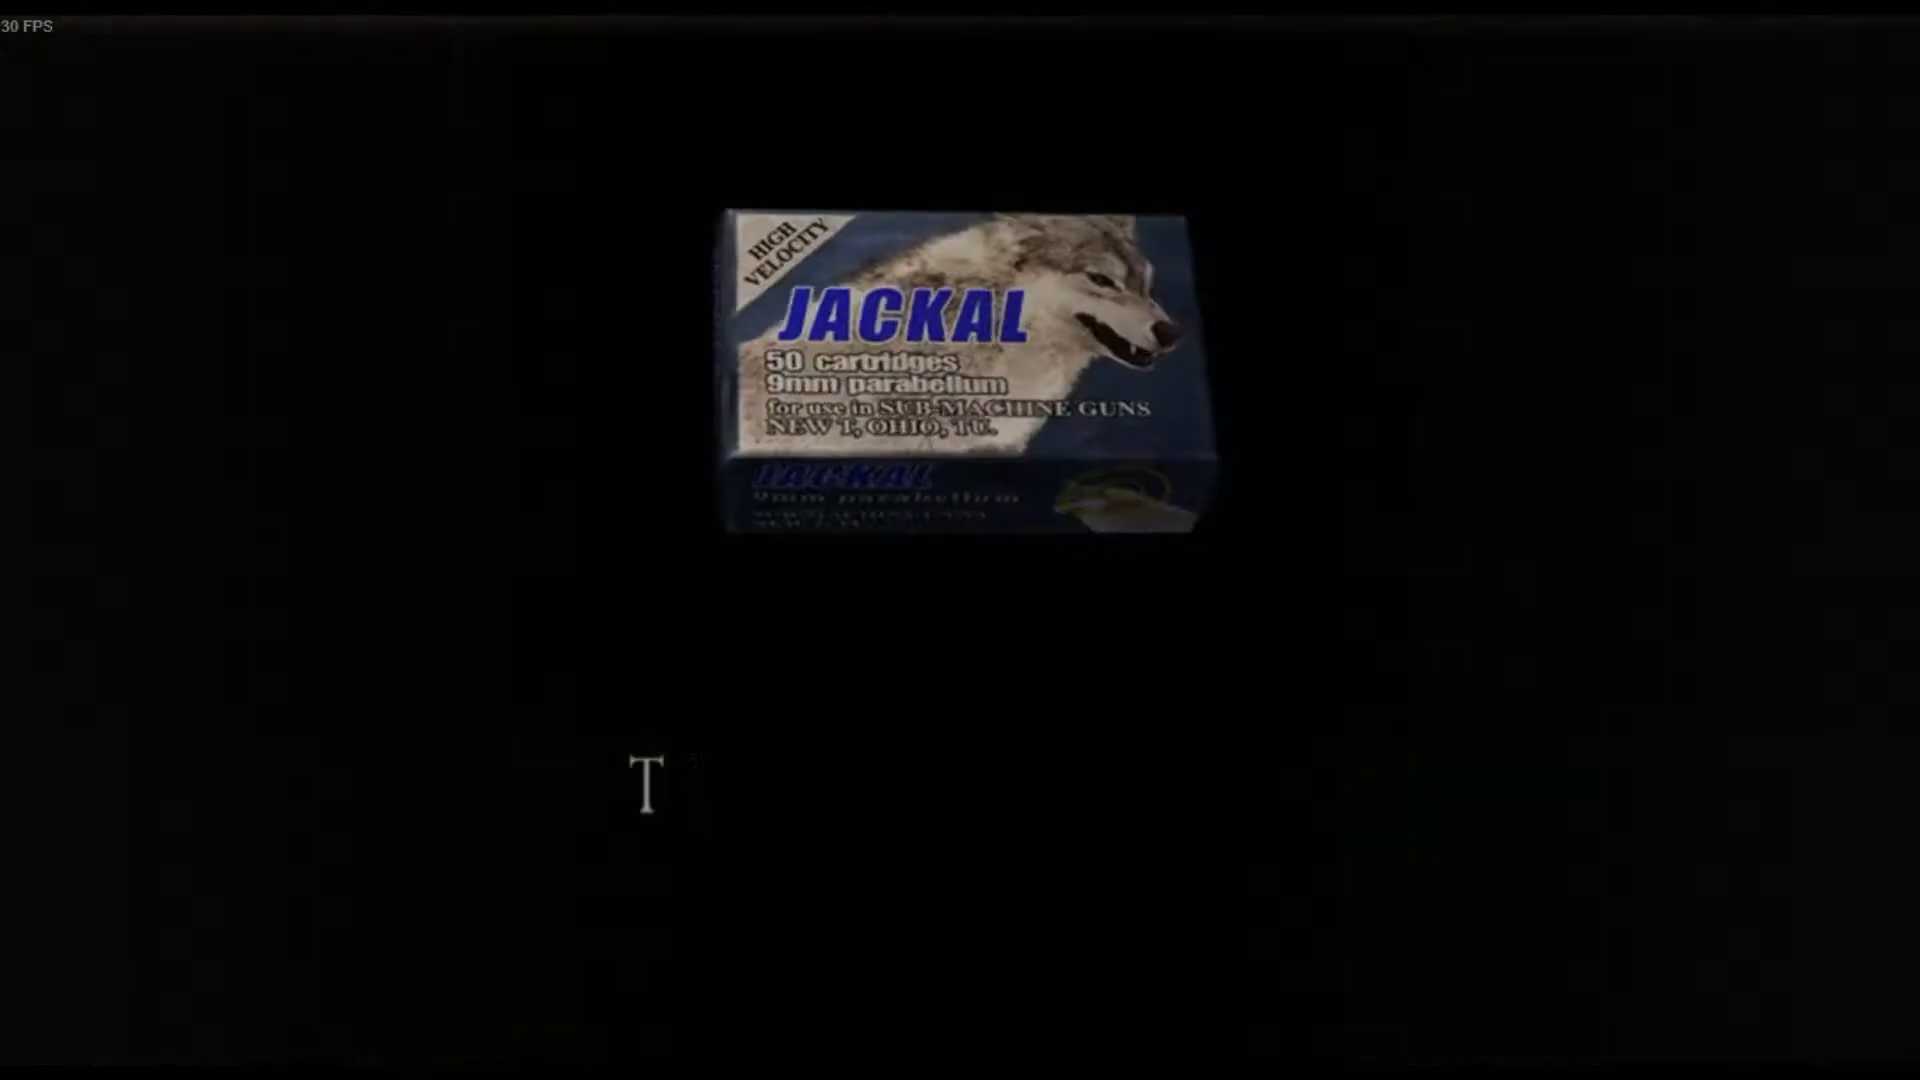 30 FPS
HIGH
VELOCITY
JACKAL
50 cartridges
9mm parabellum
for use in SUB-MACHINE GUNS
NEW T, OHIO, TU.
JACKAL
9mm parabellum
T